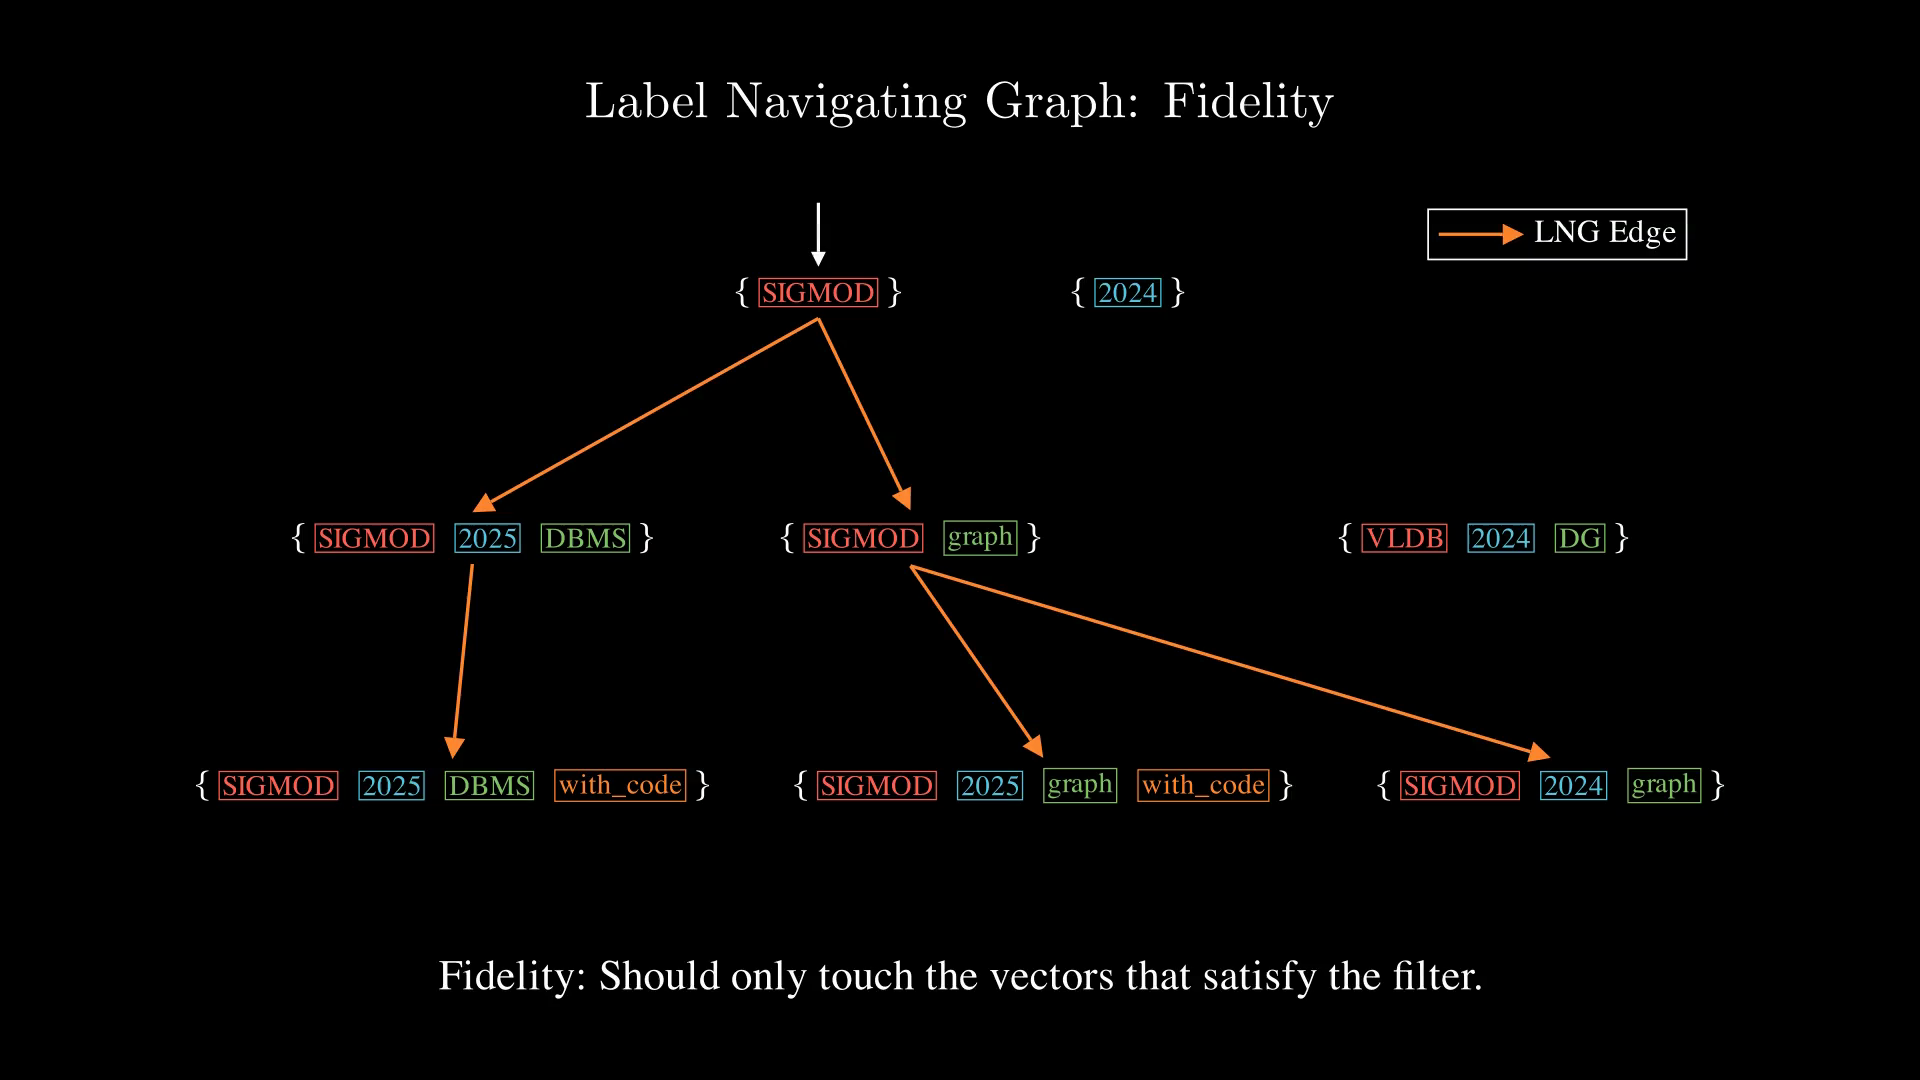 Label Navigating Graph: Fidelity
LNG Edge
{ SIGMOD } { 2024 }
{ SIGMOD 2025 DBMS } { SIGMOD graph } { VLDB 2024 DG }
{ SIGMOD 2025 DBMS with_code } { SIGMOD 2025 graph with_code } { SIGMOD 2024 graph }
Fidelity: Should only touch the vectors that satisfy the filter.